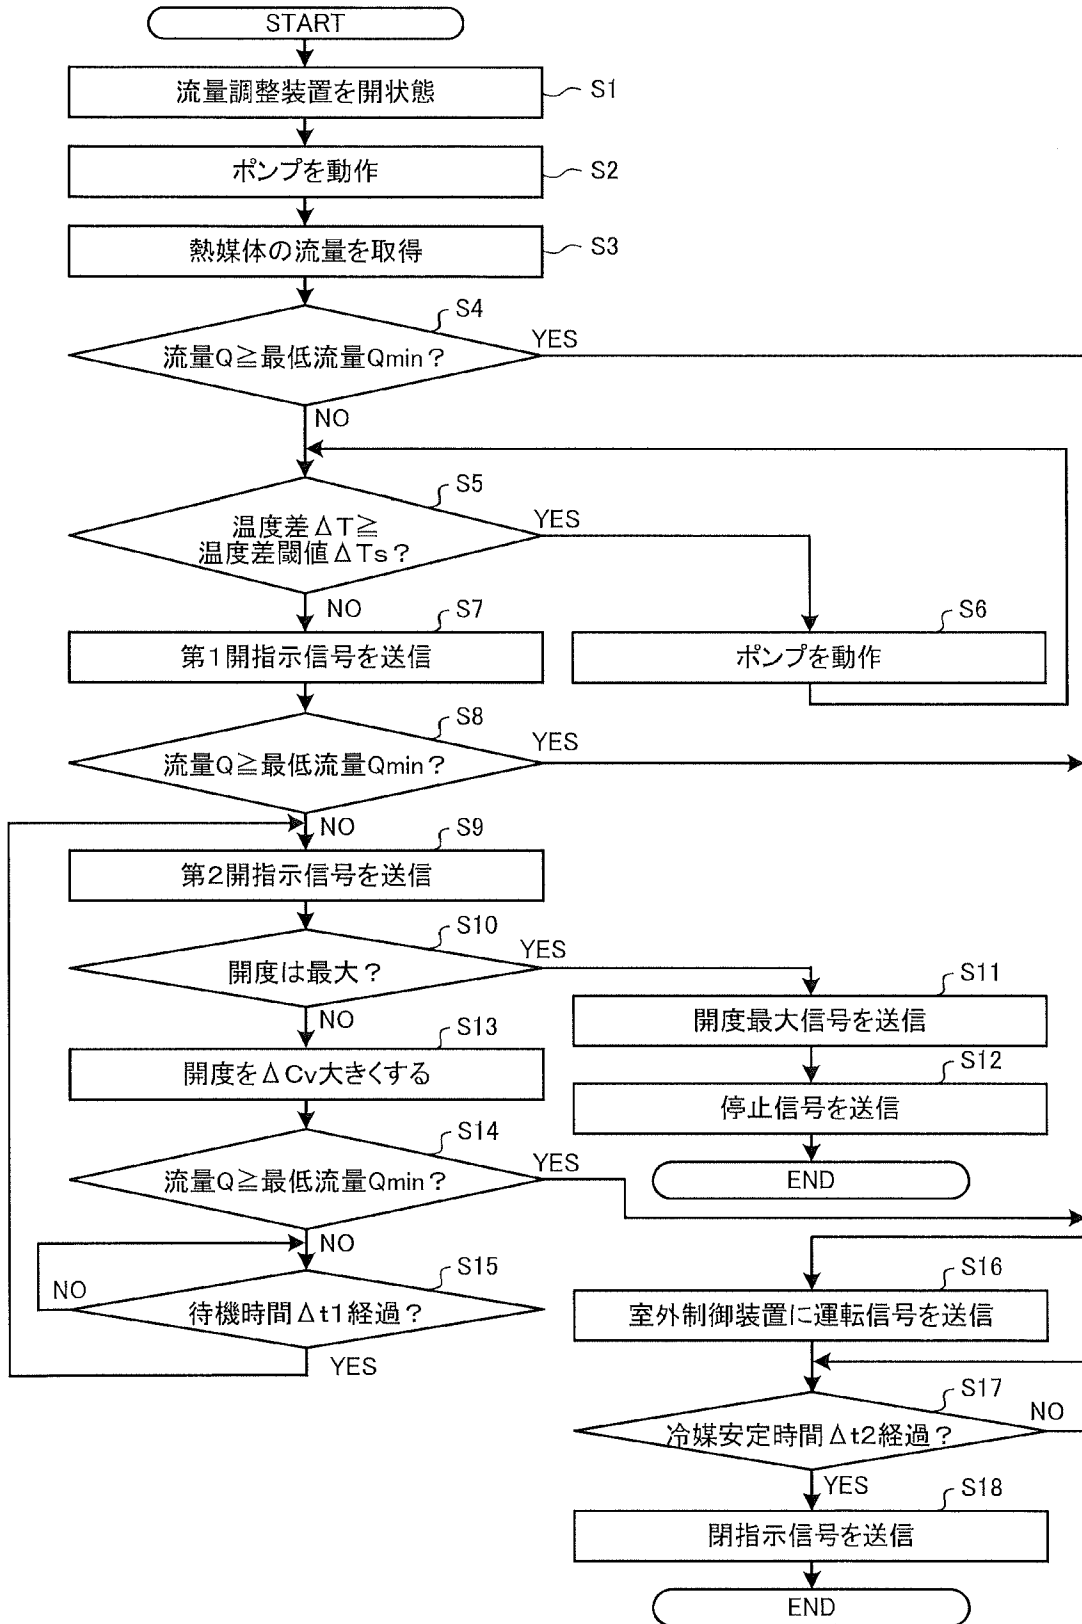 START
流量調整装置を開状態
S1
ポンプを動作
S2
熱媒体の流量を取得
S3
S4
流量Q≧最低流量Qmin?
YES
NO
S5
温度差ΔT≧
温度差閾値ΔTs?
YES
NO
S7
第1開指示信号を送信
S6
ポンプを動作
S8
流量Q≧最低流量Qmin?
YES
NO
S9
第2開指示信号を送信
S10
開度は最大?
YES
NO
S11
開度最大信号を送信
S13
開度をΔCv大きくする
S12
停止信号を送信
END
S14
流量Q≧最低流量Qmin?
YES
NO
S15
待機時間Δt1経過?
NO
YES
S16
室外制御装置に運転信号を送信
S17
冷媒安定時間Δt2経過?
NO
YES
S18
閉指示信号を送信
END